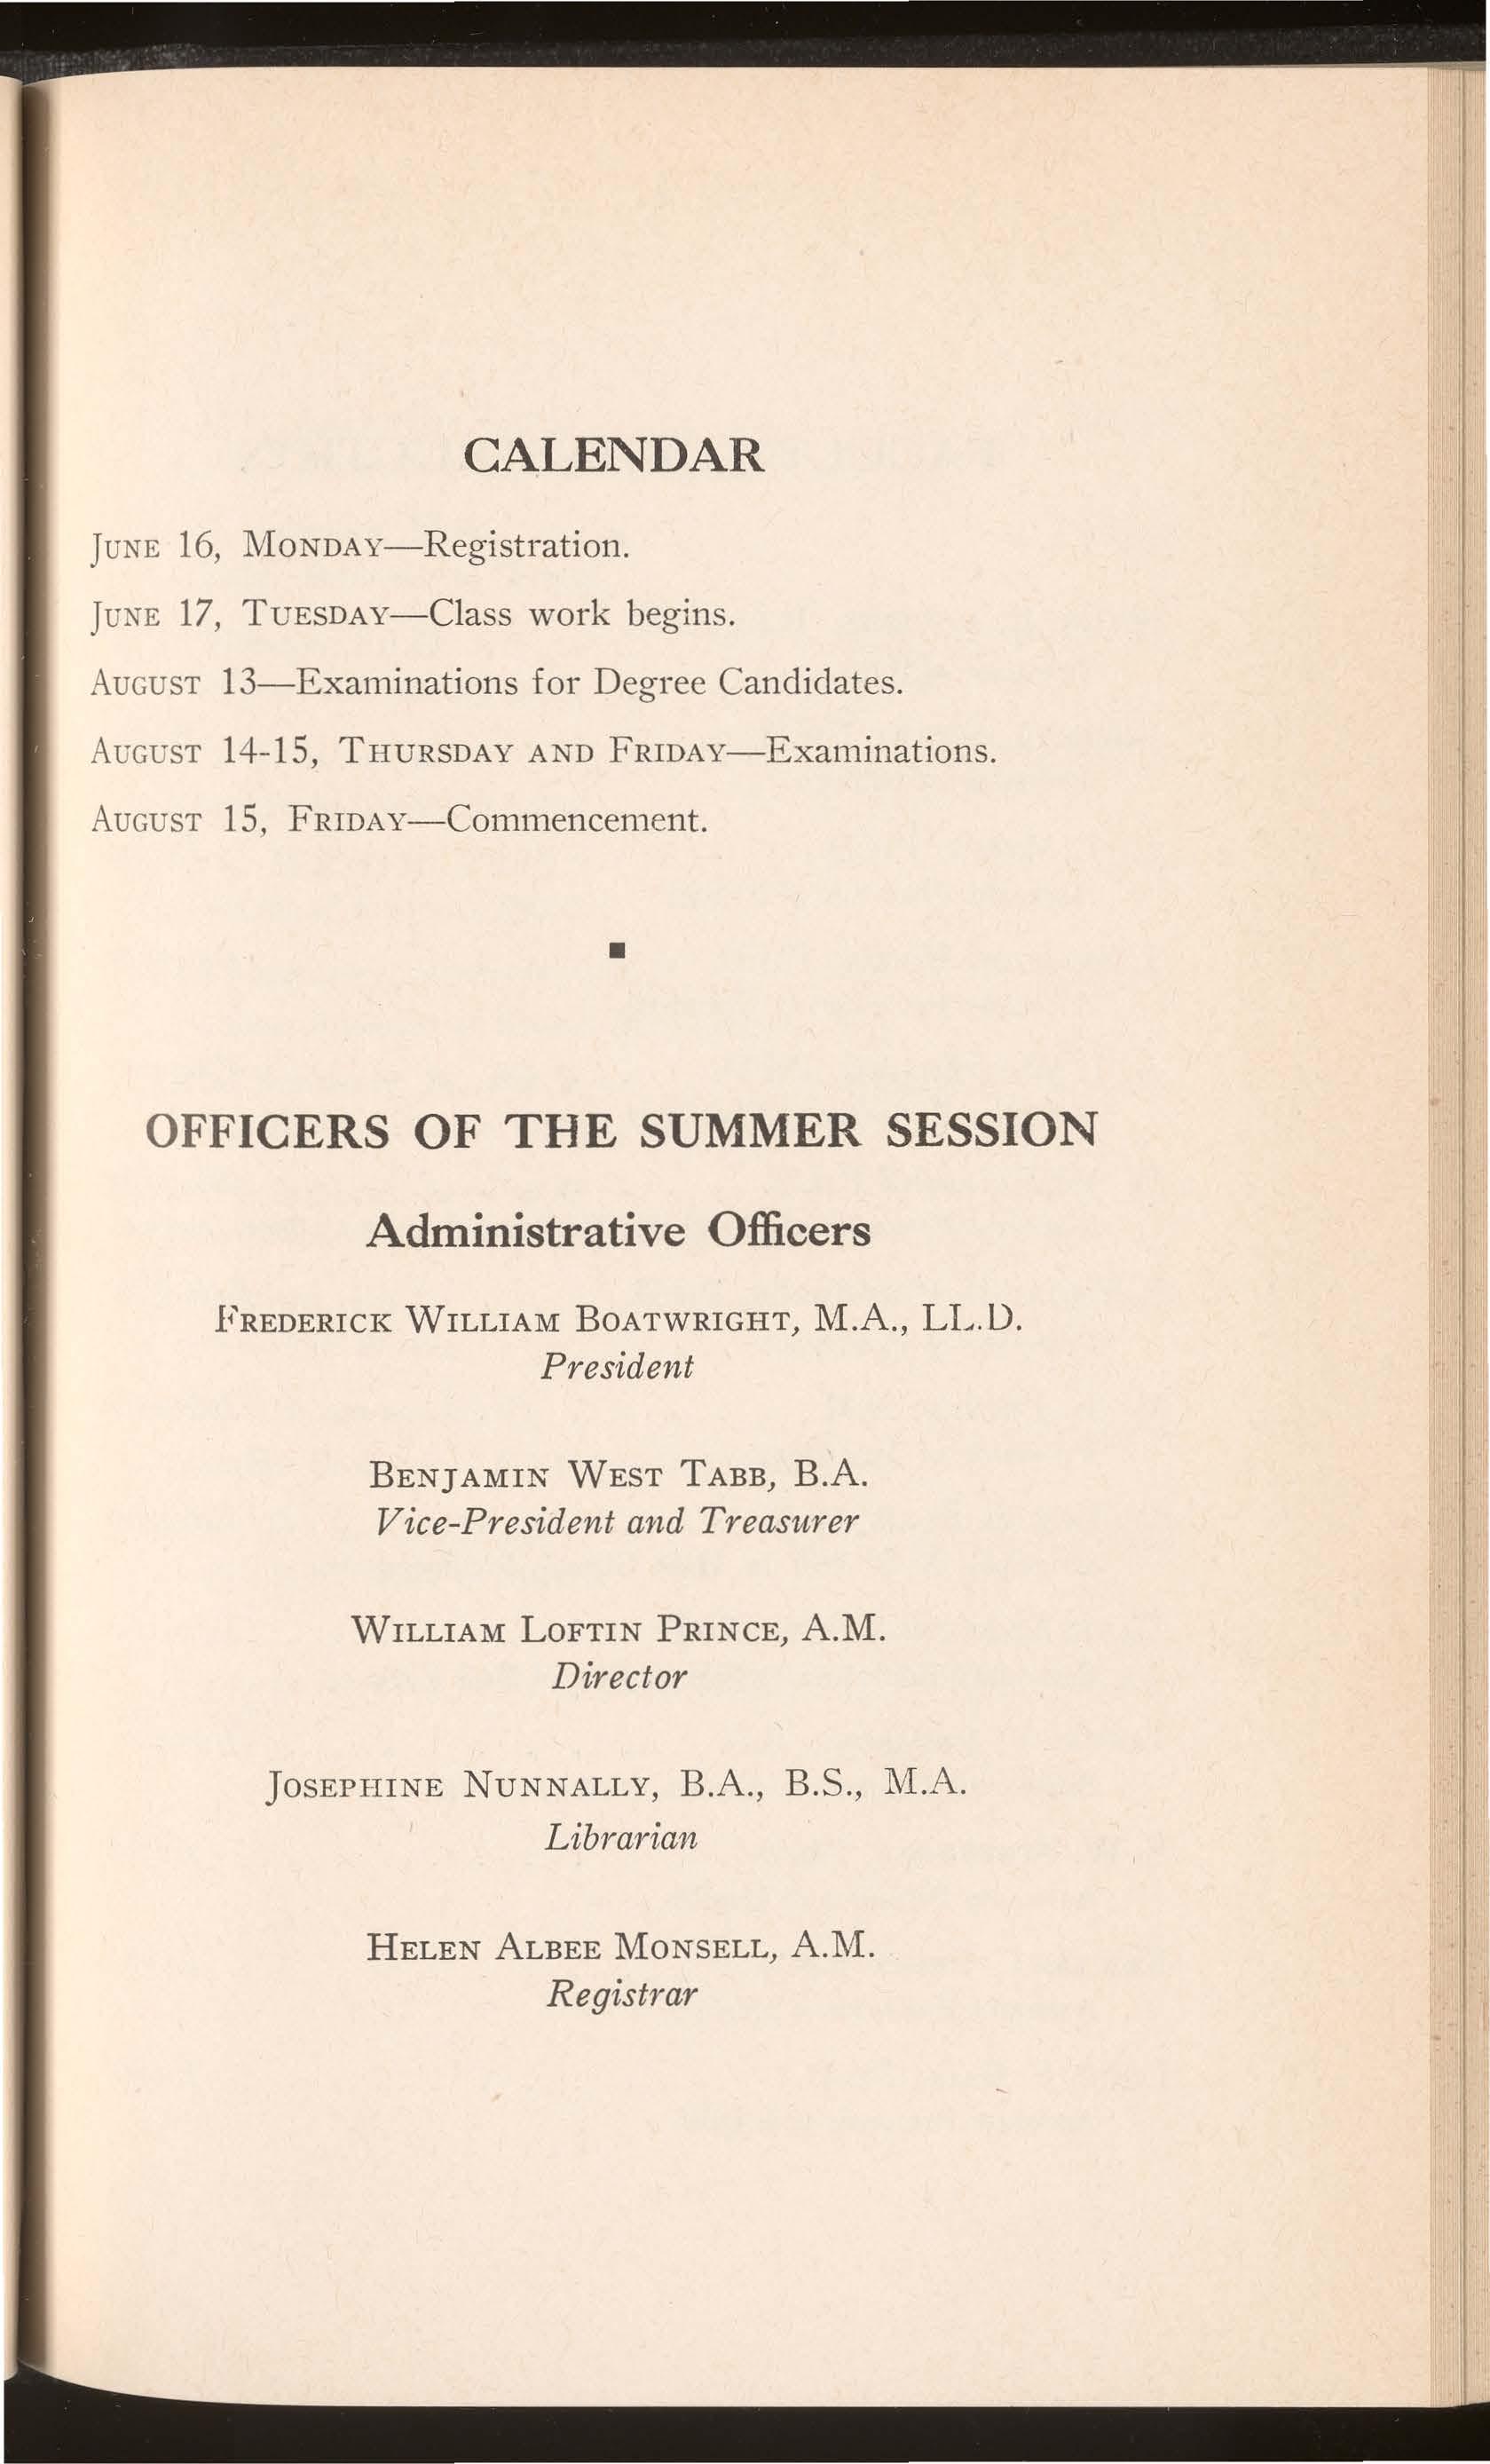 CALENDAR
JUNE 16, MONDAY—Registration.
JUNE 17, TUESDAY—Class work begins.
AUGUST 13—Examinations for Degree Candidates.
AUGUST 14-15, THURSDAY AND FRIDAY—Examinations.
AUGUST 15, FRIDAY—Commencement.
OFFICERS OF THE SUMMER SESSION
Administrative Officers
FREDERICK WILLIAM BOATWRIGHT, M.A., LL.D.
President
BENJAMIN WEST TABB, B.A.
Vice-President and Treasurer
WILLIAM LOFTIN PRINCE, A.M.
Director
JOSEPHINE NUNNALLY, B.A., B.S., M.A.
Librarian
HELEN ALBEE MONSELL, A.M.
Registrar